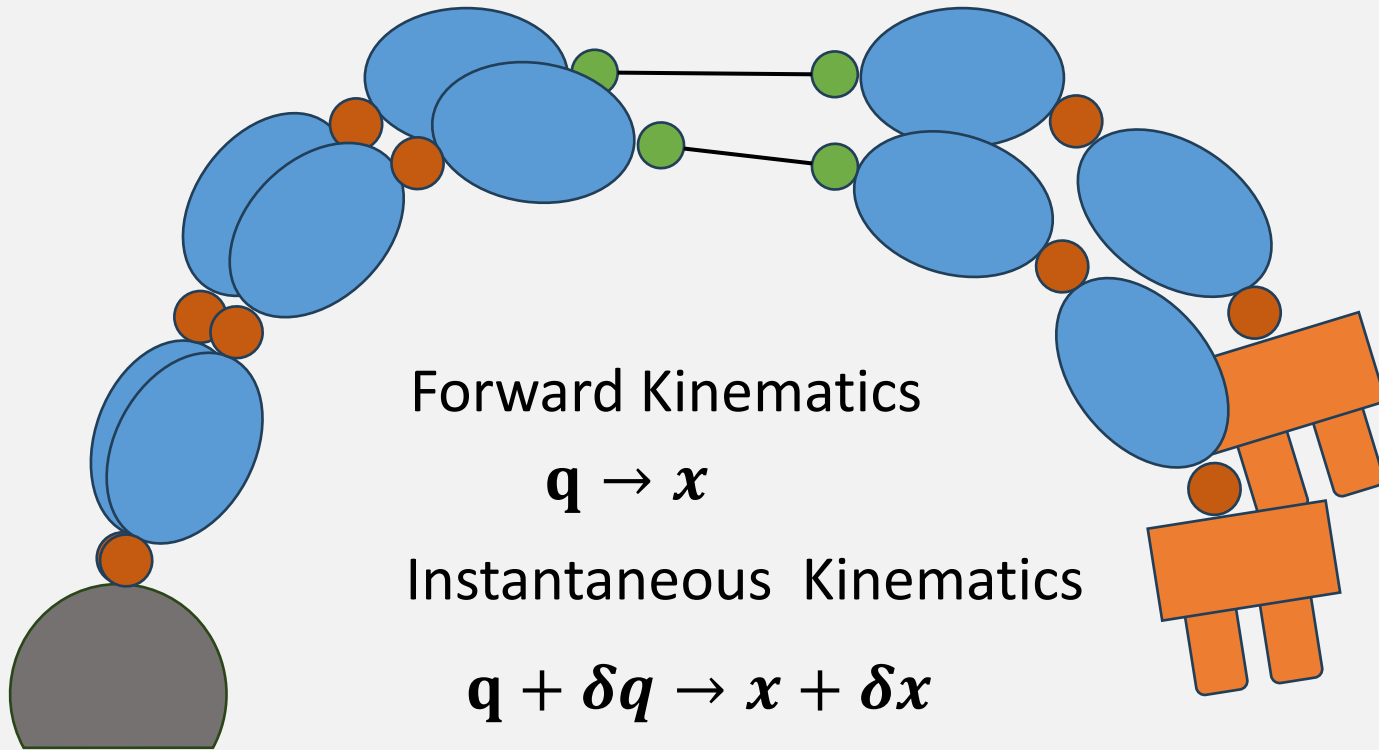 Forward Kinematics
q → x
Instantaneous Kinematics
q + δq → x + δx